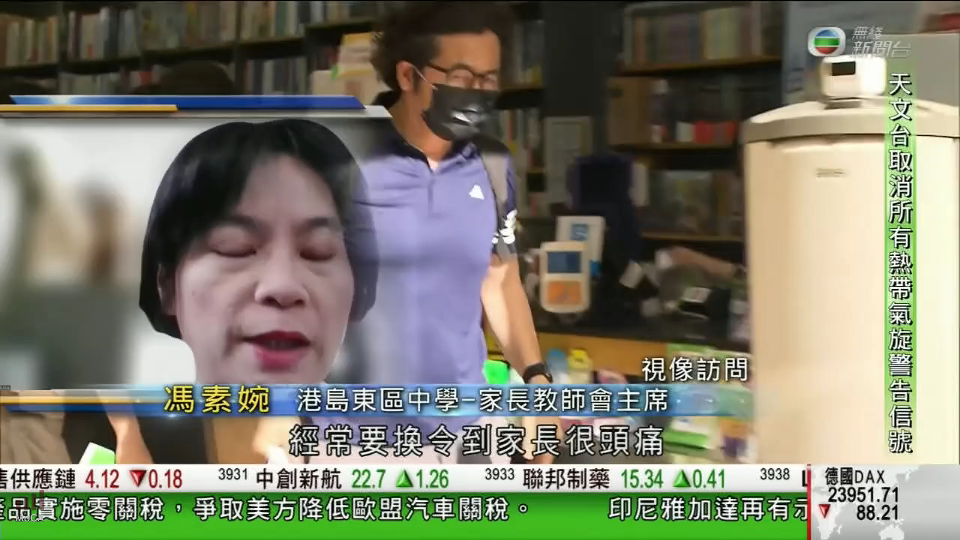 無綫
新聞台
天文台取消所有熱帶氣旋警告信號
視像訪問
馮素婉 港島東區中學-家長教師會主席
經常要換令到家長很頭痛
售供應鏈 4.12 ▼0.18 3931 中創新航 22.7 ▲1.26 3933 聯邦制藥 15.34 ▲0.41 3938
德國DAX
23951.71
▼ 88.21
產品實施零關稅，爭取美方降低歐盟汽車關稅。 印尼雅加達再有示